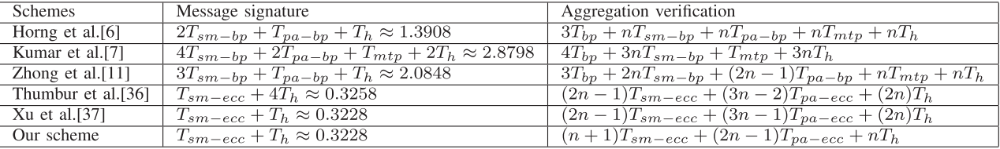 Schemes Message signature Aggregation verification
Horng et al.[6] 2T_{sm−bp} + T_{pa−bp} + T_h ≈ 1.3908 3T_{bp} + nT_{sm−bp} + nT_{pa−bp} + nT_{mtp} + nT_h
Kumar et al.[7] 4T_{sm−bp} + 2T_{pa−bp} + T_{mtp} + 2T_h ≈ 2.8798 4T_{bp} + 3nT_{sm−bp} + T_{mtp} + 3nT_h
Zhong et al.[11] 3T_{sm−bp} + T_{pa−bp} + T_h ≈ 2.0848 3T_{bp} + 2nT_{sm−bp} + (2n − 1)T_{pa−bp} + nT_{mtp} + nT_h
Thumbur et al.[36] T_{sm−ecc} + 4T_h ≈ 0.3258 (2n − 1)T_{sm−ecc} + (3n − 2)T_{pa−ecc} + (2n)T_h
Xu et al.[37] T_{sm−ecc} + T_h ≈ 0.3228 (2n − 1)T_{sm−ecc} + (3n − 1)T_{pa−ecc} + (2n)T_h
Our scheme T_{sm−ecc} + T_h ≈ 0.3228 (n + 1)T_{sm−ecc} + (2n − 1)T_{pa−ecc} + nT_h